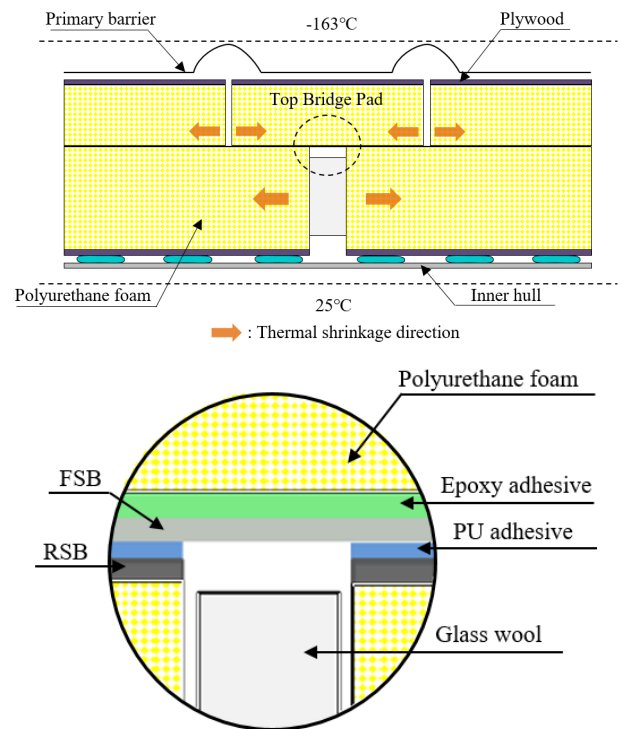 -163℃
Primary barrier
Plywood
Top Bridge Pad
Polyurethane foam
Inner hull
25℃
: Thermal shrinkage direction
Polyurethane foam
FSB
Epoxy adhesive
PU adhesive
RSB
Glass wool